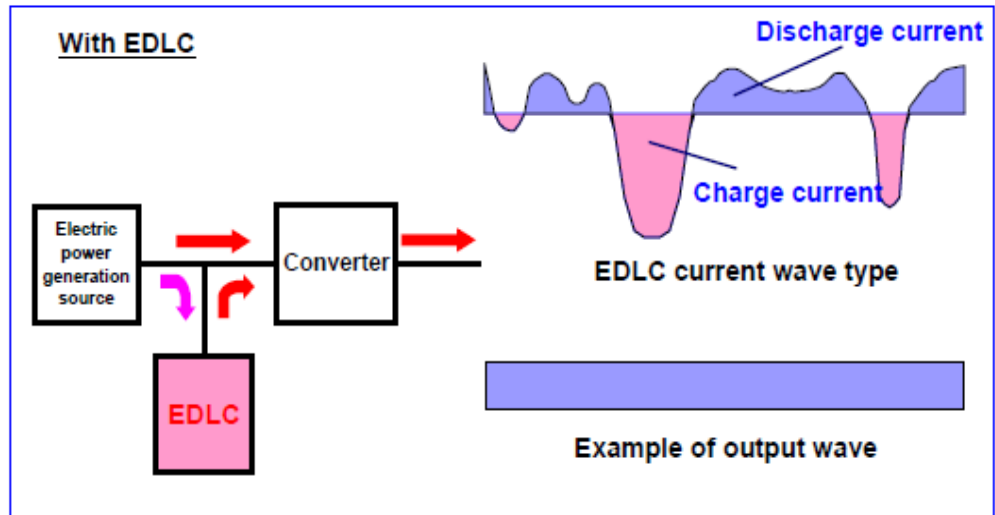 With EDLC
Discharge current
Charge current
EDLC current wave type
Electric
power
generation
source
Converter
EDLC
Example of output wave